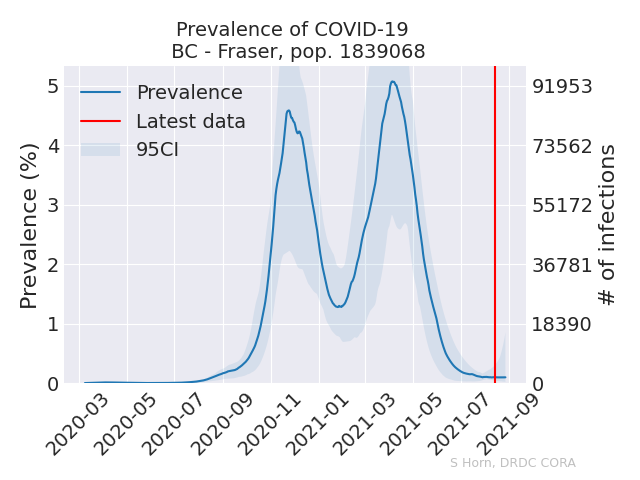 Prevalence of COVID-19
BC - Fraser, pop. 1839068
Prevalence (%)
5
4
3
2
1
0
Prevalence
Latest data
95CI
91953
73562
55172
36781
18390
0
# of infections
2020-03
2020-05
2020-07
2020-09
2020-11
2021-01
2021-03
2021-05
2021-07
2021-09
S Horn, DRDC CORA